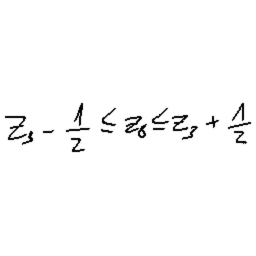 z₃ - 1/2 ≤ z₆ ≤ z₃ + 1/2